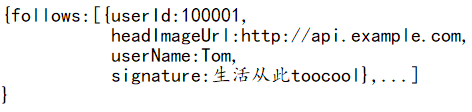 {follows:[{userId:100001,
headImageUrl:http://api.example.com,
userName:Tom,
signature:生活从此toocool},...]
}